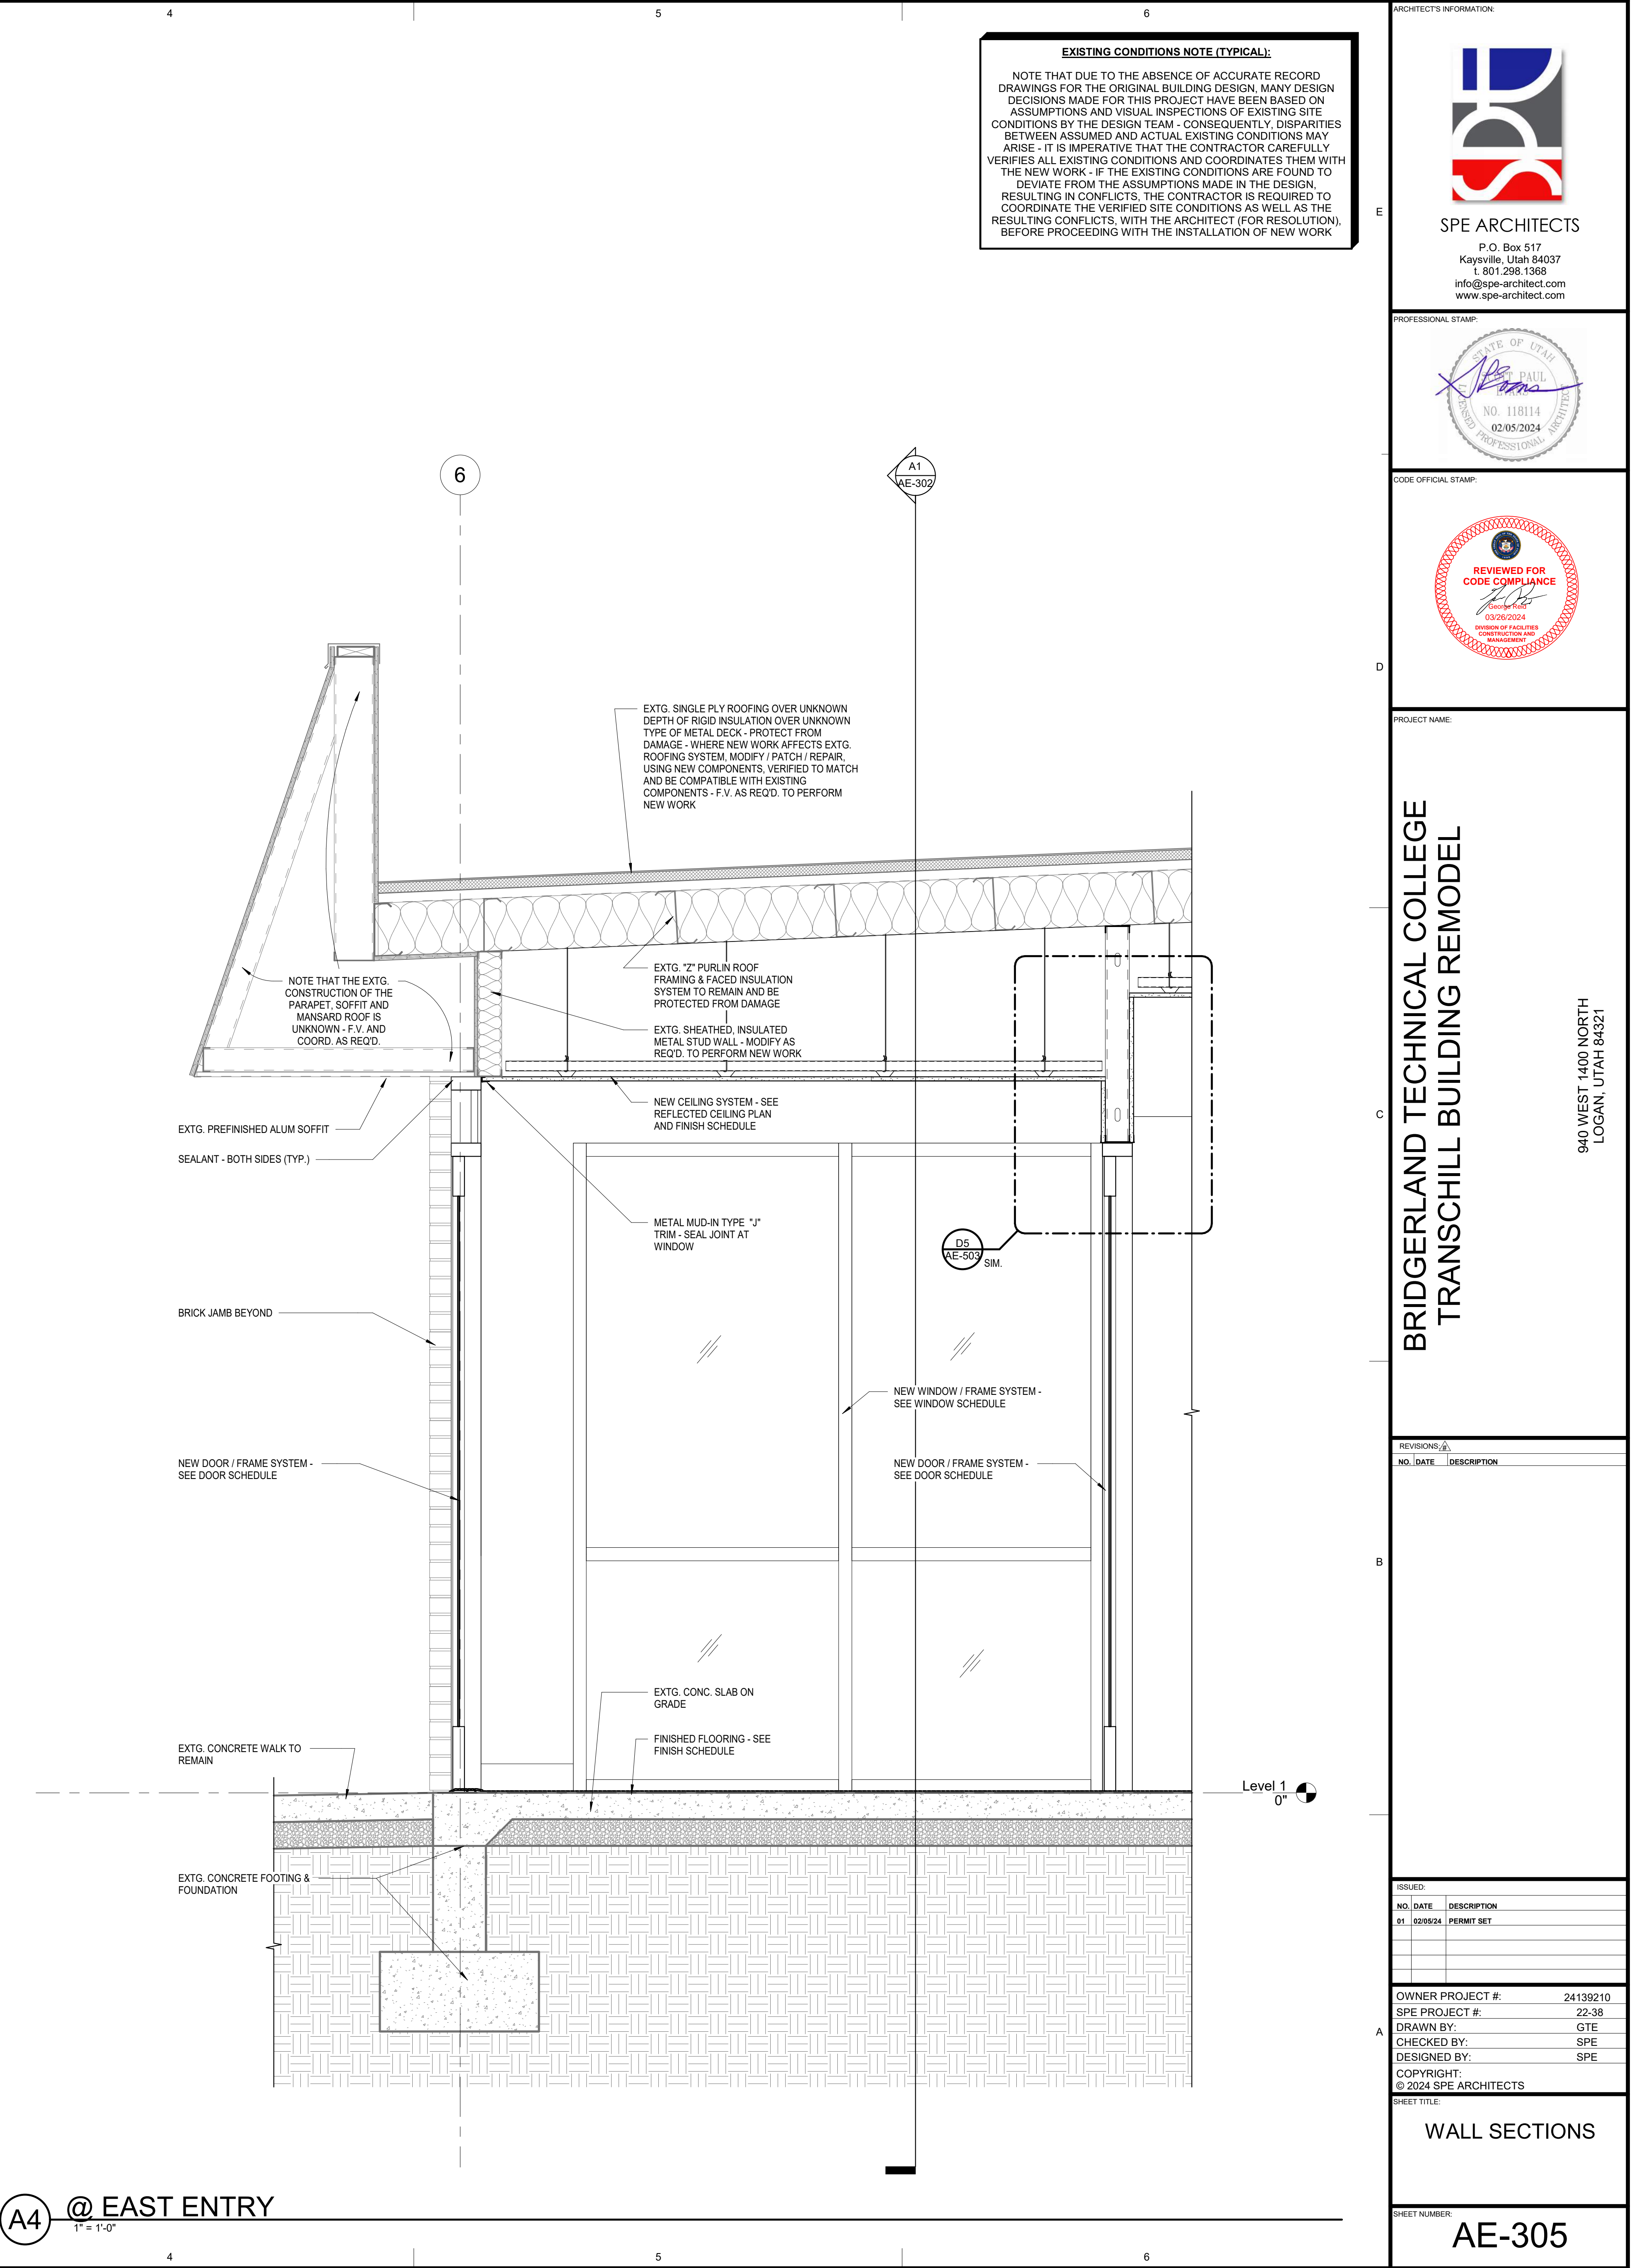 4
5
6
EXISTING CONDITIONS NOTE (TYPICAL):
NOTE THAT DUE TO THE ABSENCE OF ACCURATE RECORD
DRAWINGS FOR THE ORIGINAL BUILDING DESIGN, MANY DESIGN
DECISIONS MADE FOR THIS PROJECT HAVE BEEN BASED ON
ASSUMPTIONS AND VISUAL INSPECTIONS OF EXISTING SITE
CONDITIONS BY THE DESIGN TEAM - CONSEQUENTLY, DISPARITIES
BETWEEN ASSUMED AND ACTUAL EXISTING CONDITIONS MAY
ARISE - IT IS IMPERATIVE THAT THE CONTRACTOR CAREFULLY
VERIFIES ALL EXISTING CONDITIONS AND COORDINATES THEM WITH
THE NEW WORK - IF THE EXISTING CONDITIONS ARE FOUND TO
DEVIATE FROM THE ASSUMPTIONS MADE IN THE DESIGN,
RESULTING IN CONFLICTS, THE CONTRACTOR IS REQUIRED TO
COORDINATE THE VERIFIED SITE CONDITIONS AS WELL AS THE
RESULTING CONFLICTS, WITH THE ARCHITECT (FOR RESOLUTION),
BEFORE PROCEEDING WITH THE INSTALLATION OF NEW WORK
6
A1
AE-302
EXTG. SINGLE PLY ROOFING OVER UNKNOWN
DEPTH OF RIGID INSULATION OVER UNKNOWN
TYPE OF METAL DECK - PROTECT FROM
DAMAGE - WHERE NEW WORK AFFECTS EXTG.
ROOFING SYSTEM, MODIFY / PATCH / REPAIR,
USING NEW COMPONENTS, VERIFIED TO MATCH
AND BE COMPATIBLE WITH EXISTING
COMPONENTS - F.V. AS REQ'D. TO PERFORM
NEW WORK
NOTE THAT THE EXTG.
CONSTRUCTION OF THE
PARAPET, SOFFIT AND
MANSARD ROOF IS
UNKNOWN - F.V. AND
COORD. AS REQ'D.
EXTG. "Z" PURLIN ROOF
FRAMING & FACED INSULATION
SYSTEM TO REMAIN AND BE
PROTECTED FROM DAMAGE
EXTG. SHEATHED, INSULATED
METAL STUD WALL - MODIFY AS
REQ'D. TO PERFORM NEW WORK
NEW CEILING SYSTEM - SEE
REFLECTED CEILING PLAN
AND FINISH SCHEDULE
EXTG. PREFINISHED ALUM SOFFIT
SEALANT - BOTH SIDES (TYP.)
METAL MUD-IN TYPE "J"
TRIM - SEAL JOINT AT
WINDOW
D5
AE-503
SIM.
BRICK JAMB BEYOND
NEW WINDOW / FRAME SYSTEM -
SEE WINDOW SCHEDULE
NEW DOOR / FRAME SYSTEM -
SEE DOOR SCHEDULE
NEW DOOR / FRAME SYSTEM -
SEE DOOR SCHEDULE
EXTG. CONC. SLAB ON
GRADE
FINISHED FLOORING - SEE
FINISH SCHEDULE
EXTG. CONCRETE WALK TO
REMAIN
Level 1
0"
EXTG. CONCRETE FOOTING &
FOUNDATION
A4
@ EAST ENTRY
1" = 1'-0"
4
5
6
E
D
C
B
A
ARCHITECT'S INFORMATION:
SPE
SPE ARCHITECTS
P.O. Box 517
Kaysville, Utah 84037
t. 801.298.1368
info@spe-architect.com
www.spe-architect.com
PROFESSIONAL STAMP:
STATE OF UTAH
PAUL
NO. 118114
02/05/2024
LICENSED PROFESSIONAL ARCHITECT
CODE OFFICIAL STAMP:
REVIEWED FOR
CODE COMPLIANCE
George Reid
03/26/2024
DIVISION OF FACILITIES
CONSTRUCTION AND
MANAGEMENT
PROJECT NAME:
BRIDGERLAND TECHNICAL COLLEGE
TRANSCHILL BUILDING REMODEL
940 WEST 1400 NORTH
LOGAN, UTAH 84321
REVISIONS: #
NO. DATE DESCRIPTION
ISSUED:
NO. DATE DESCRIPTION
01 02/05/24 PERMIT SET
OWNER PROJECT #: 24139210
SPE PROJECT #: 22-38
DRAWN BY: GTE
CHECKED BY: SPE
DESIGNED BY: SPE
COPYRIGHT:
© 2024 SPE ARCHITECTS
SHEET TITLE:
WALL SECTIONS
SHEET NUMBER:
AE-305